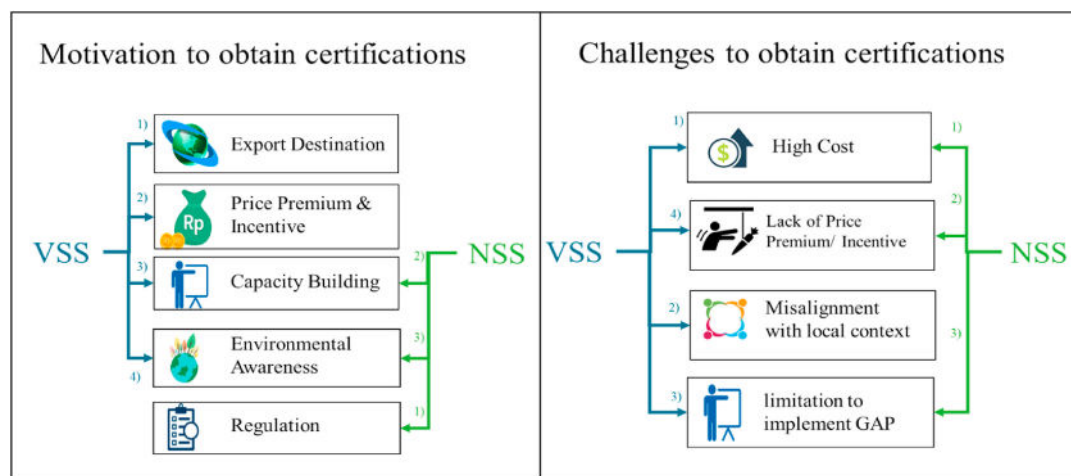 Motivation to obtain certifications
1)
Export Destination
2)
Rp
Price Premium &
Incentive
VSS
NSS
3)
2)
Capacity Building
3)
Environmental
Awareness
4)
1)
Regulation
Challenges to obtain certifications
1)
$
High Cost
1)
4)
Lack of Price
Premium/ Incentive
2)
VSS
NSS
2)
Misalignment
with local context
3)
3)
limitation to
implement GAP